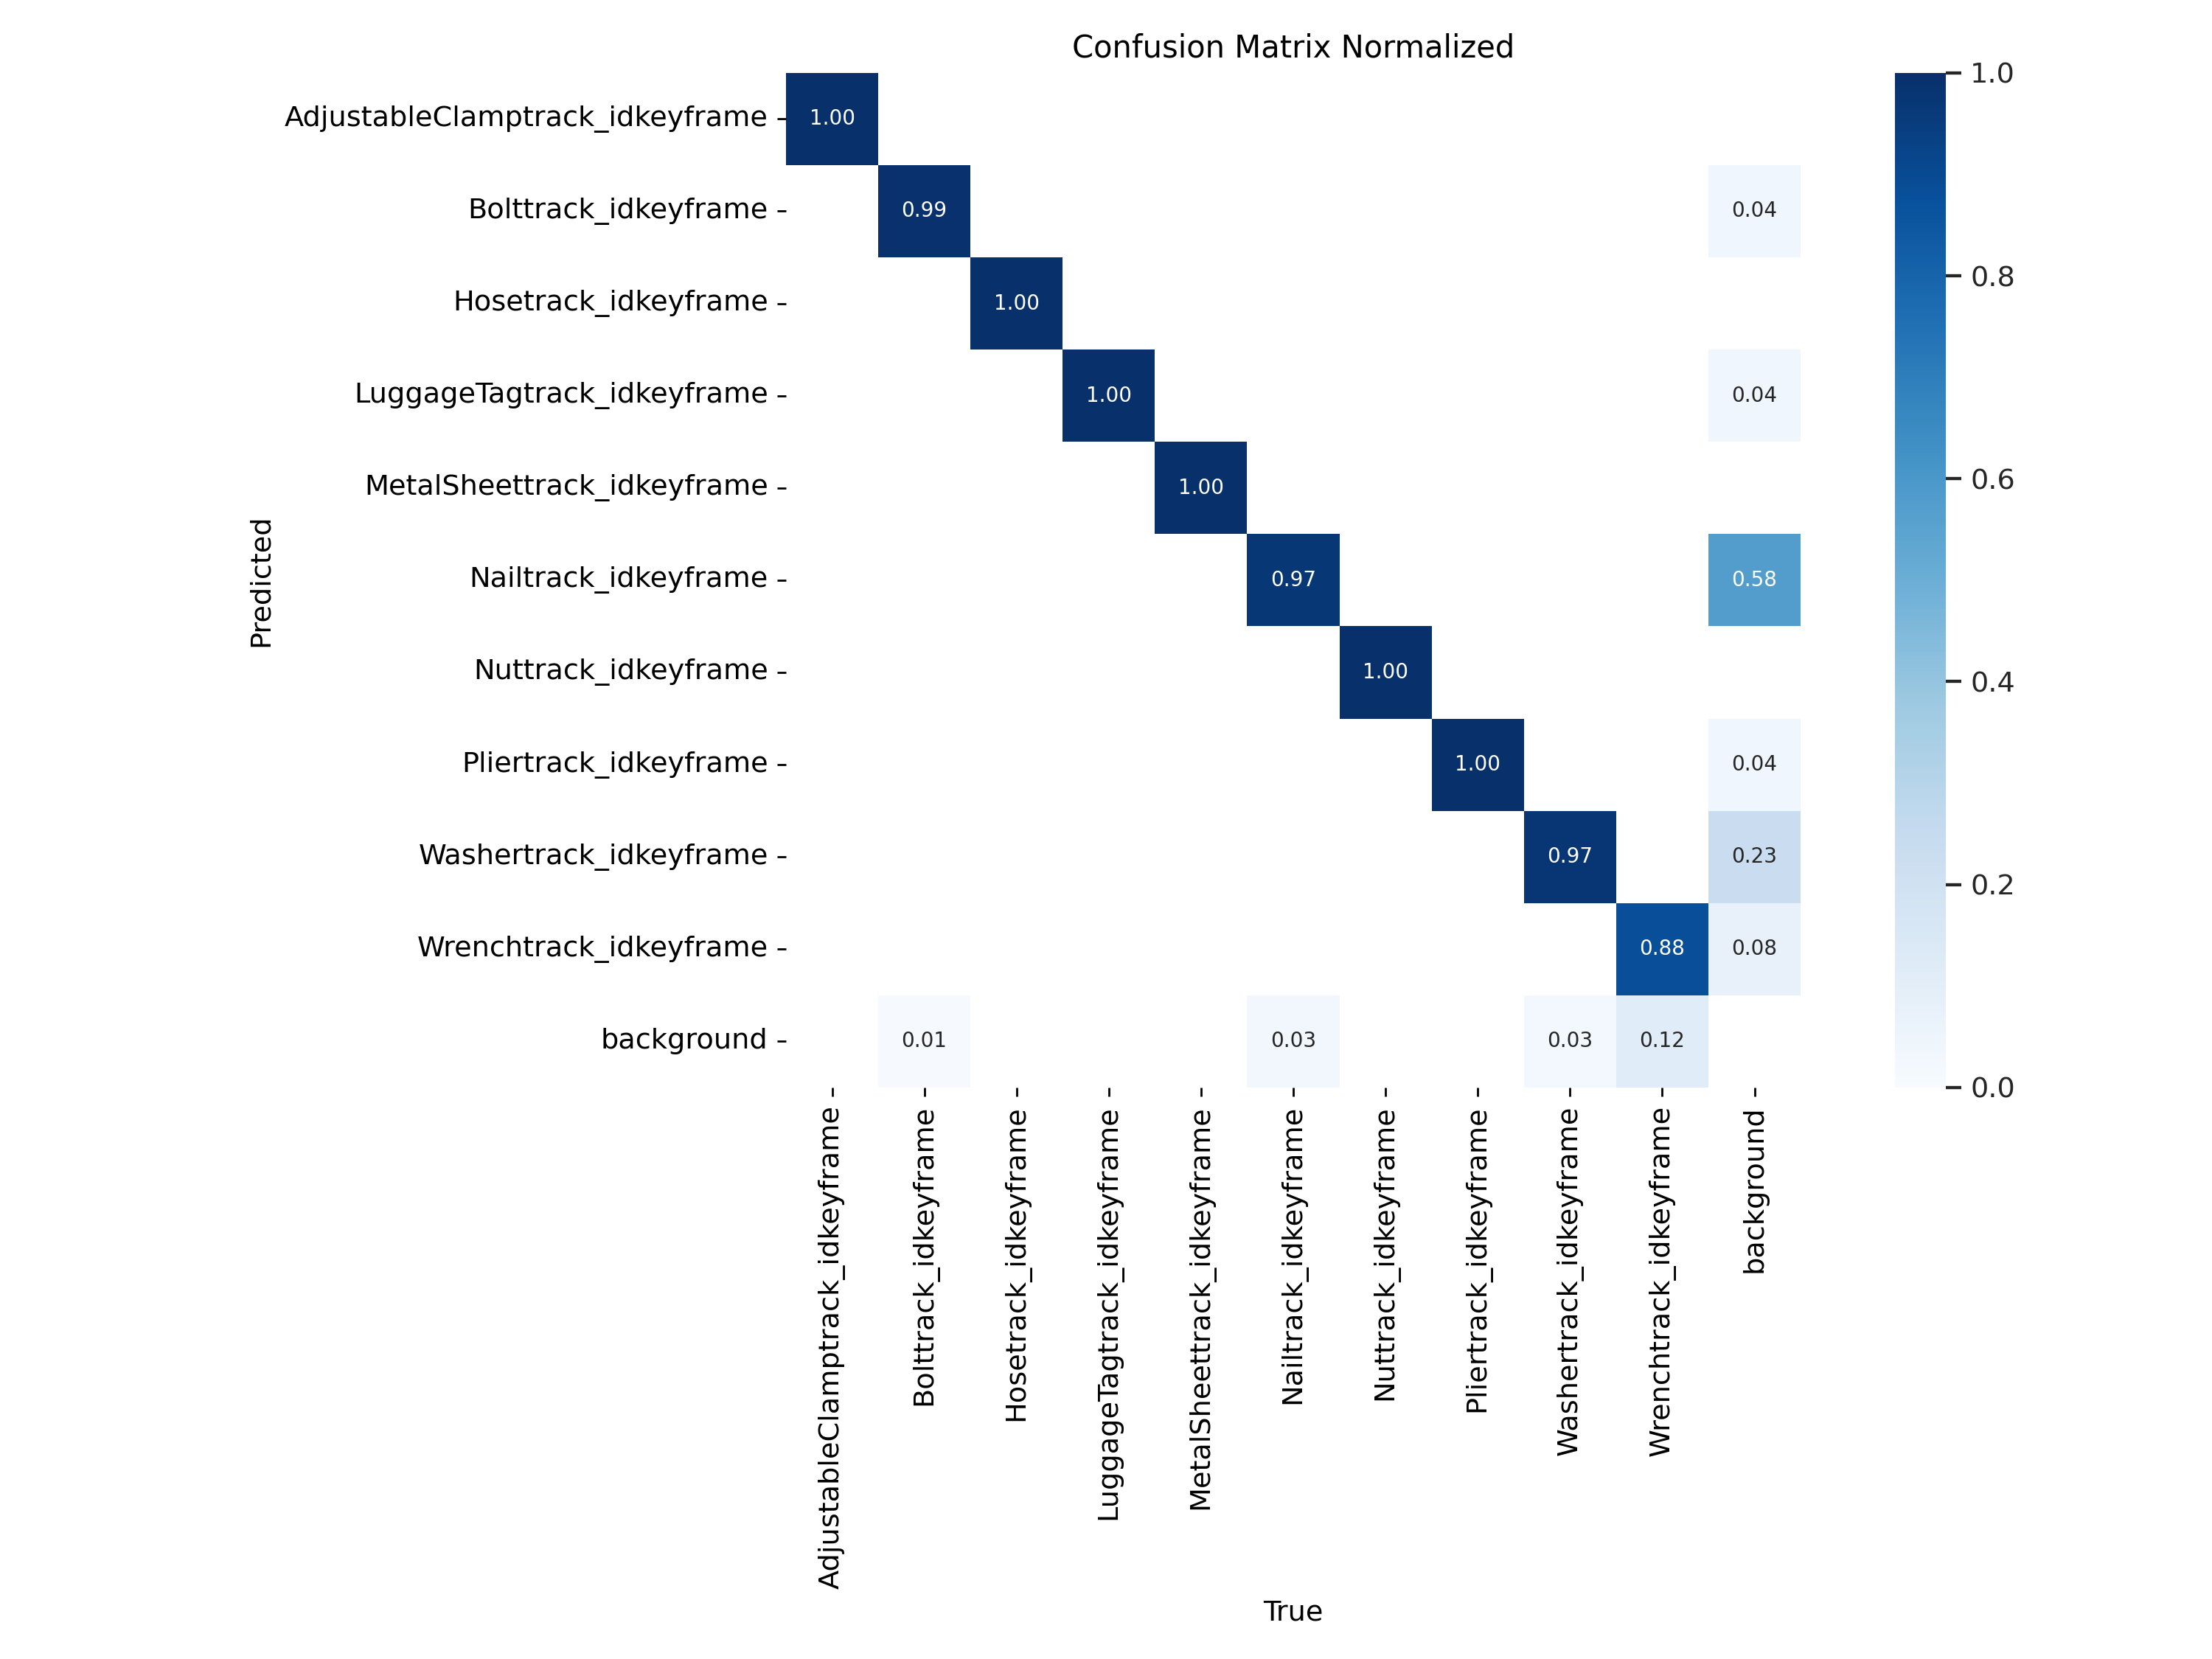 Confusion Matrix Normalized
AdjustableClamptrack_idkeyframe 1.00
Bolttrack_idkeyframe 0.99 0.04
Hosetrack_idkeyframe 1.00
LuggageTagtrack_idkeyframe 1.00 0.04
MetalSheettrack_idkeyframe 1.00
Nailtrack_idkeyframe 0.97 0.58
Nuttrack_idkeyframe 1.00
Pliertrack_idkeyframe 1.00 0.04
Washertrack_idkeyframe 0.97 0.23
Wrenchtrack_idkeyframe 0.88 0.08
background 0.01 0.03 0.03 0.12
Predicted
AdjustableClamptrack_idkeyframe
Bolttrack_idkeyframe
Hosetrack_idkeyframe
LuggageTagtrack_idkeyframe
MetalSheettrack_idkeyframe
Nailtrack_idkeyframe
Nuttrack_idkeyframe
Pliertrack_idkeyframe
Washertrack_idkeyframe
Wrenchtrack_idkeyframe
background
True
1.0
0.8
0.6
0.4
0.2
0.0